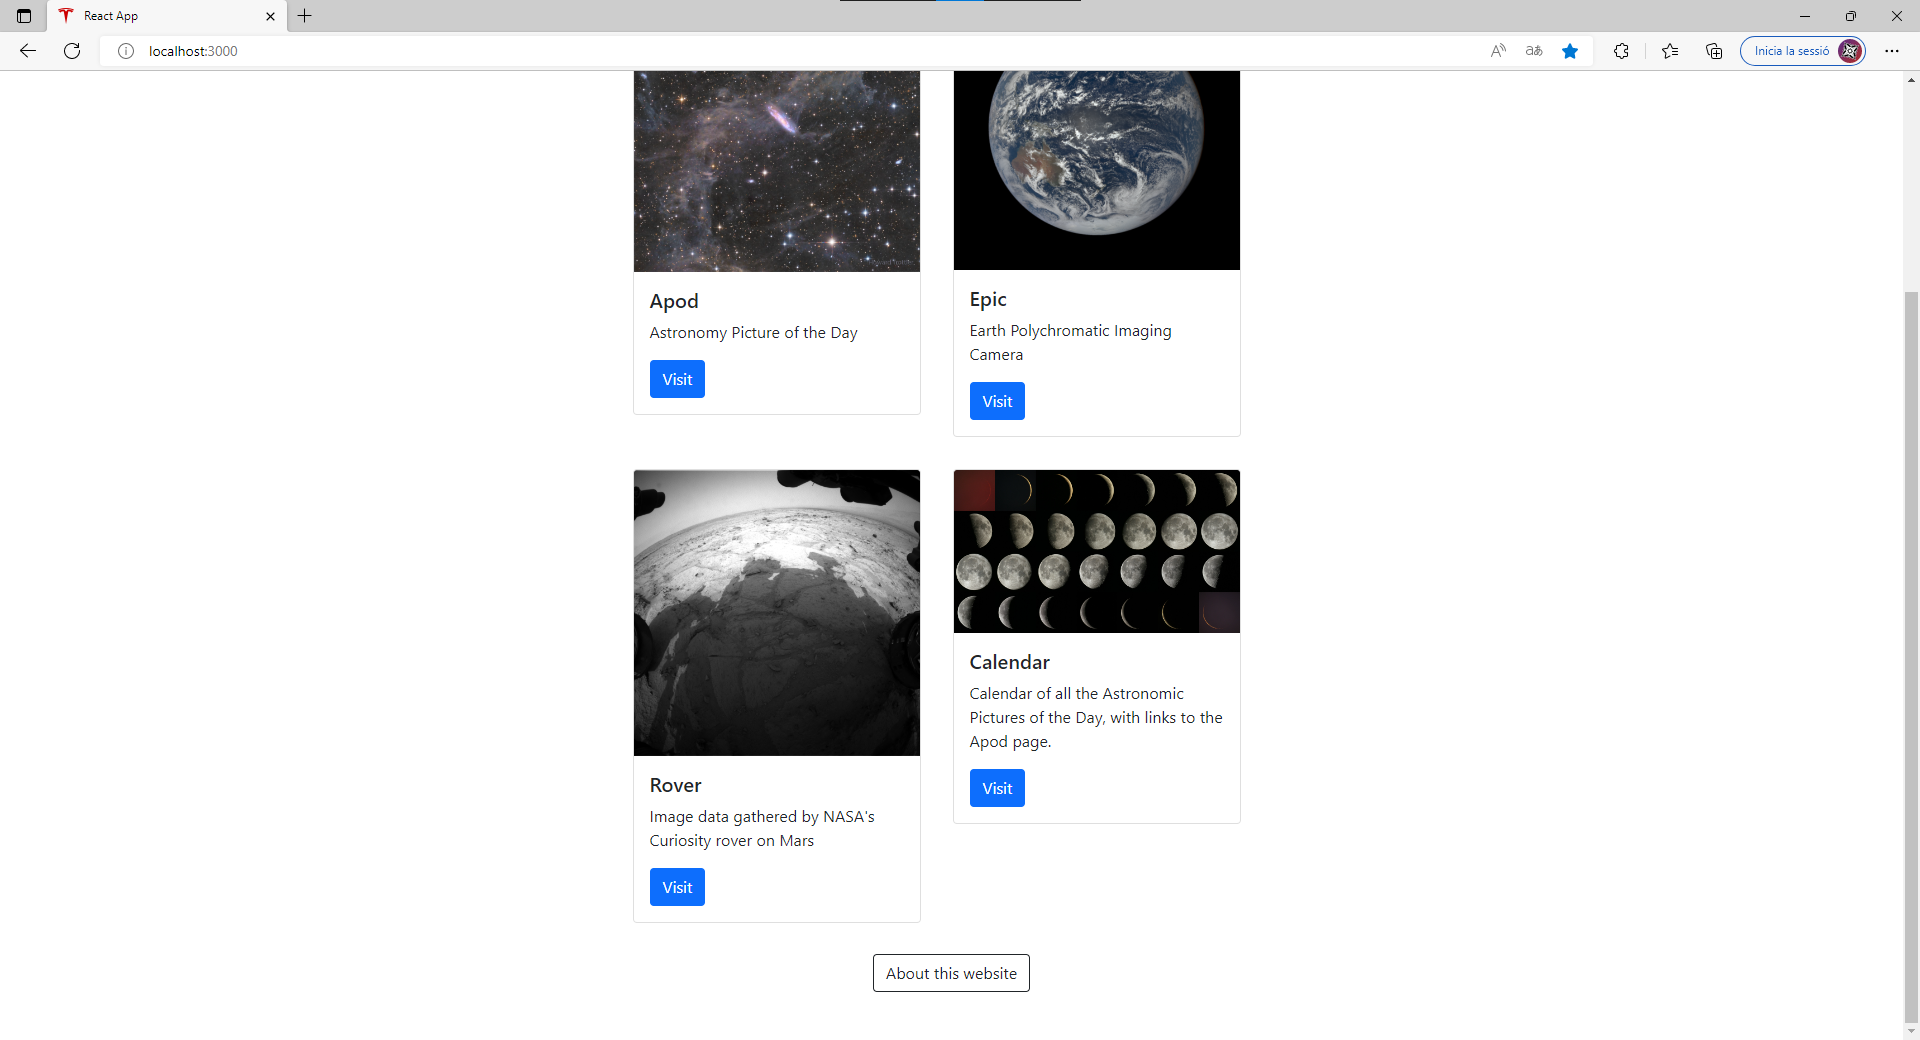 React App
localhost:3000
Inicia la sessió
Apod
Astronomy Picture of the Day
Visit
Epic
Earth Polychromatic Imaging
Camera
Visit
Rover
Image data gathered by NASA's
Curiosity rover on Mars
Visit
Calendar
Calendar of all the Astronomic
Pictures of the Day, with links to the
Apod page.
Visit
About this website